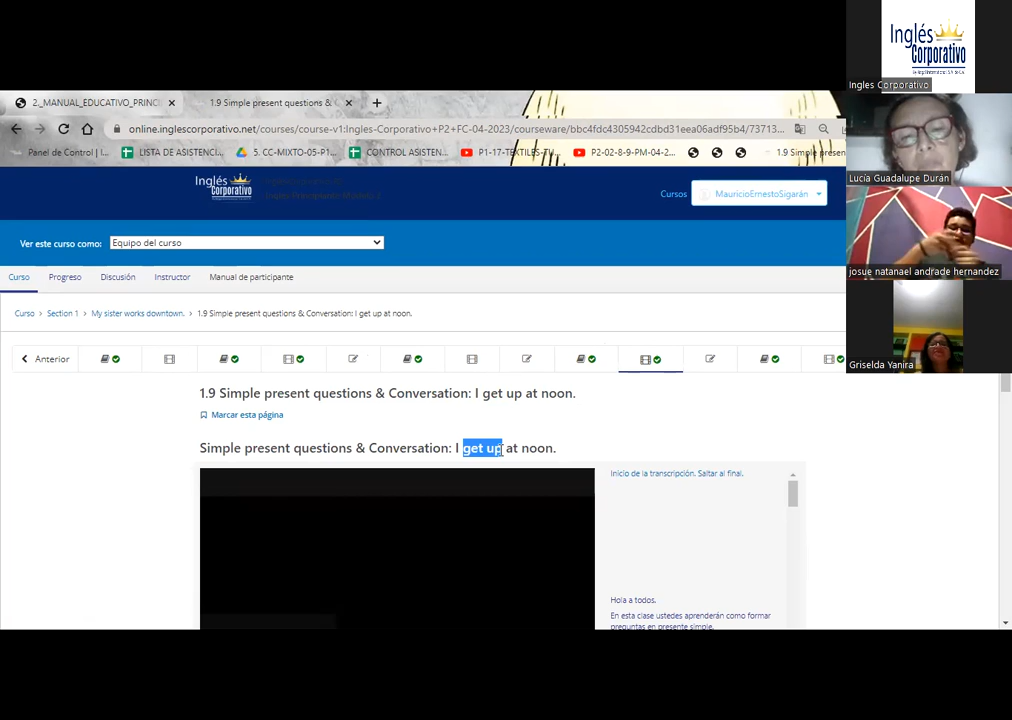 2._MANUAL_EDUCATIVO_PRINCI
1.9 Simple present questions & C
online.inglescorporativo.net/courses/course-v1:Ingles-Corporativo+P2+FC-04-2023/courseware/bbc4fdc4305942cdbd31eea06adf95b4/73713...
Panel de Control | I...
LISTA DE ASISTENCI...
5. CC-MIXTO-05-P1...
CONTROL ASISTEN...
P1-17-TEXTILES-TU...
P2-02-8-9-PM-04-2...
1.9 Simple presen
Inglés
Corporativo
Cursos
MauricioErnestoSigarán
Ver este curso como:
Equipo del curso
Curso
Progreso
Discusión
Instructor
Manual de participante
Curso > Section 1 > My sister works downtown. > 1.9 Simple present questions & Conversation: I get up at noon.
Anterior
1.9 Simple present questions & Conversation: I get up at noon.
Marcar esta página
Simple present questions & Conversation: I get up at noon.
Inicio de la transcripción. Saltar al final.
Hola a todos.
En esta clase ustedes aprenderán como formar
preguntas en presente simple.
Inglés
Corporativo
Ingles Corporativo
Lucía Guadalupe Durán
josue natanael andrade hernandez
Griselda Yanira